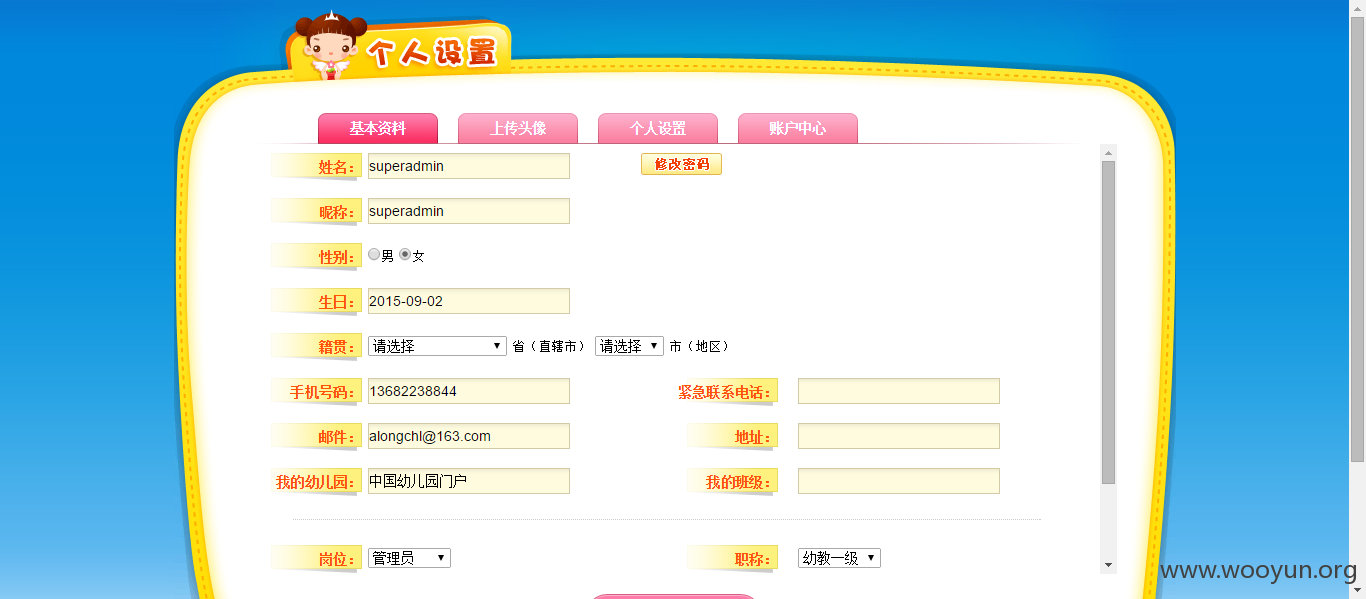 个人设置
基本资料 上传头像 个人设置 账户中心
姓名： superadmin 修改密码
昵称： superadmin
性别： 男 女
生日： 2015-09-02
籍贯： 请选择 省（直辖市） 请选择 市（地区）
手机号码： 13682238844 紧急联系电话：
邮件： alongchl@163.com 地址：
我的幼儿园： 中国幼儿园门户 我的班级：
岗位： 管理员 职称： 幼教一级
www.wooyun.org